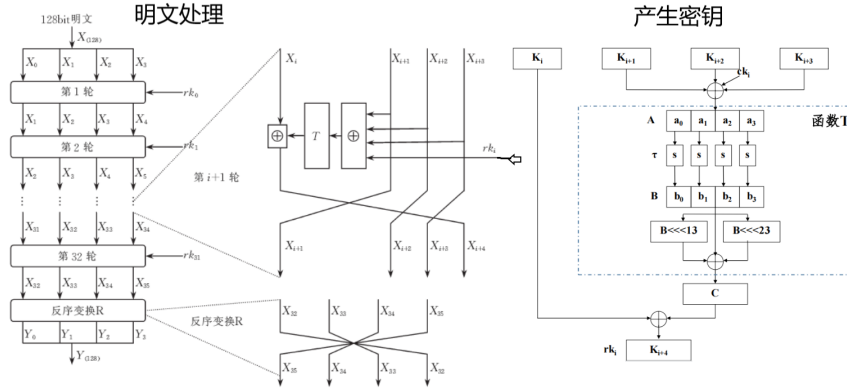 明文处理
产生密钥
128bit明文
X(128)
X0 X1 X2 X3
第1轮
rk0
X1 X2 X3 X4
第2轮
rk1
X2 X3 X4 X5
X31 X32 X33 X34
第32轮
rk31
X32 X33 X34 X35
反序变换R
Y0 Y1 Y2 Y3
Y(128)
Xi Xi+1 Xi+2 Xi+3
T
rki
第i+1轮
Xi+1 Xi+2 Xi+3 Xi+4
反序变换R
X32 X33 X34 X35
X35 X34 X33 X32
Ki Ki+1 Ki+2 Ki+3
cki
函数T
A a0 a1 a2 a3
τ s s s s
B b0 b1 b2 b3
B<<<13 B<<<23
C
rki Ki+4